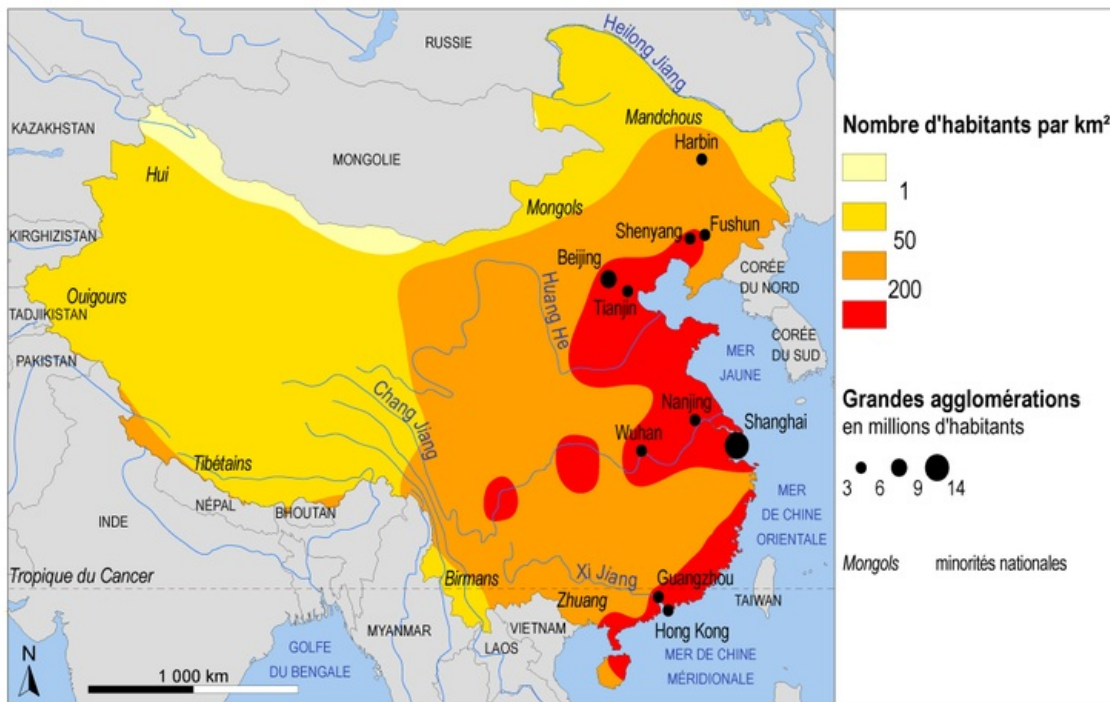 Heilong Jiang
RUSSIE
Mandchous
KAZAKHSTAN
Harbin
MONGOLIE
Hui
Mongols
Shenyang
Fushun
KIRGHIZISTAN
Beijing
CORÉE
DU NORD
Ouigours
Tianjin
Huang He
TADJIKISTAN
CORÉE
DU SUD
PAKISTAN
MER
JAUNE
Chang Jiang
Nanjing
Shanghai
Wuhan
Tibétains
NÉPAL
BHOUTAN
MER
DE CHINE
ORIENTALE
INDE
Tropique du Cancer
Birmans
Xi Jiang
Guangzhou
Zhuang
TAIWAN
Hong Kong
MYANMAR
VIETNAM
LAOS
GOLFE
DU BENGALE
MER DE CHINE
MÉRIDIONALE
N
1 000 km
Nombre d'habitants par km²
1
50
200
Grandes agglomérations
en millions d'habitants
3 6 9 14
Mongols minorités nationales